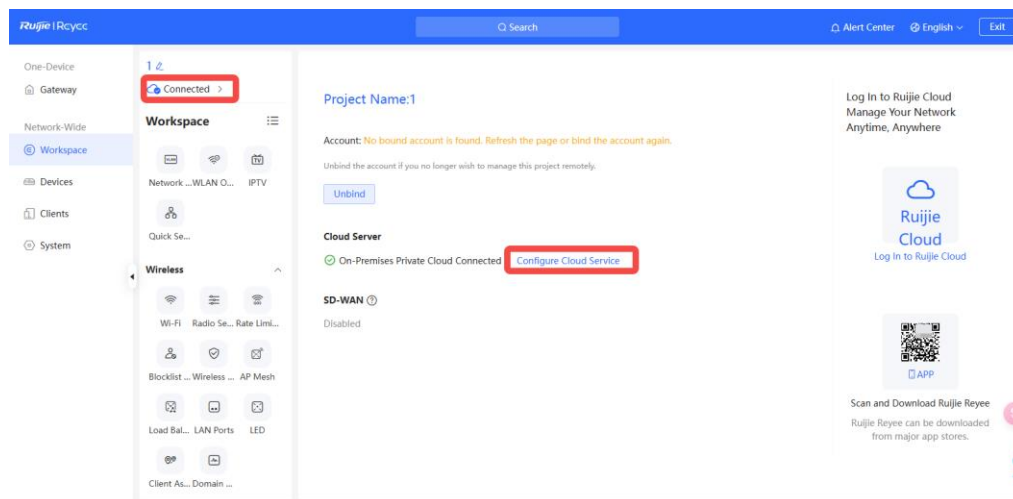 Ruijie | Rcycc
Search
Alert Center
English
Exit
One-Device
Gateway
Network-Wide
Workspace
Devices
Clients
System
1
Connected >
Workspace
Network ... WLAN O... IPTV
Quick Se...
Wireless
Wi-Fi Radio Se... Rate Limi...
Blocklist ... Wireless ... AP Mesh
Load Bal... LAN Ports LED
Client As... Domain ...
Project Name:1
Account: No bound account is found. Refresh the page or bind the account again.
Unbind the account if you no longer wish to manage this project remotely.
Unbind
Cloud Server
On-Premises Private Cloud Connected Configure Cloud Service
SD-WAN
Disabled
Log In to Ruijie Cloud
Manage Your Network
Anytime, Anywhere
Ruijie
Cloud
Log In to Ruijie Cloud
APP
Scan and Download Ruijie Reyee
Ruijie Reyee can be downloaded
from major app stores.